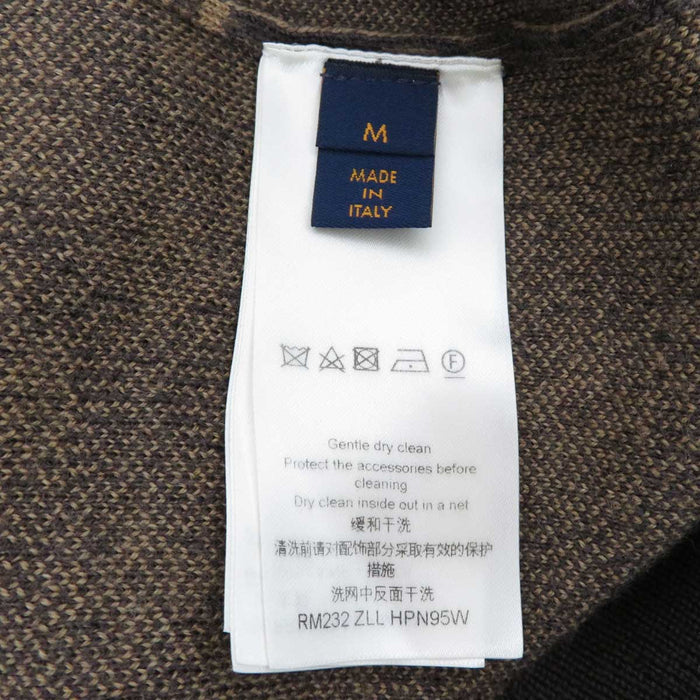 M
MADE
IN
ITALY
F
Gentle dry clean
Protect the accessories before
cleaning
Dry clean inside out in a net
缓和干洗
清洗前请对配饰部分采取有效的保护
措施
洗网中反面干洗
RM232 ZLL HPN95W